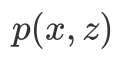 p(x, z)